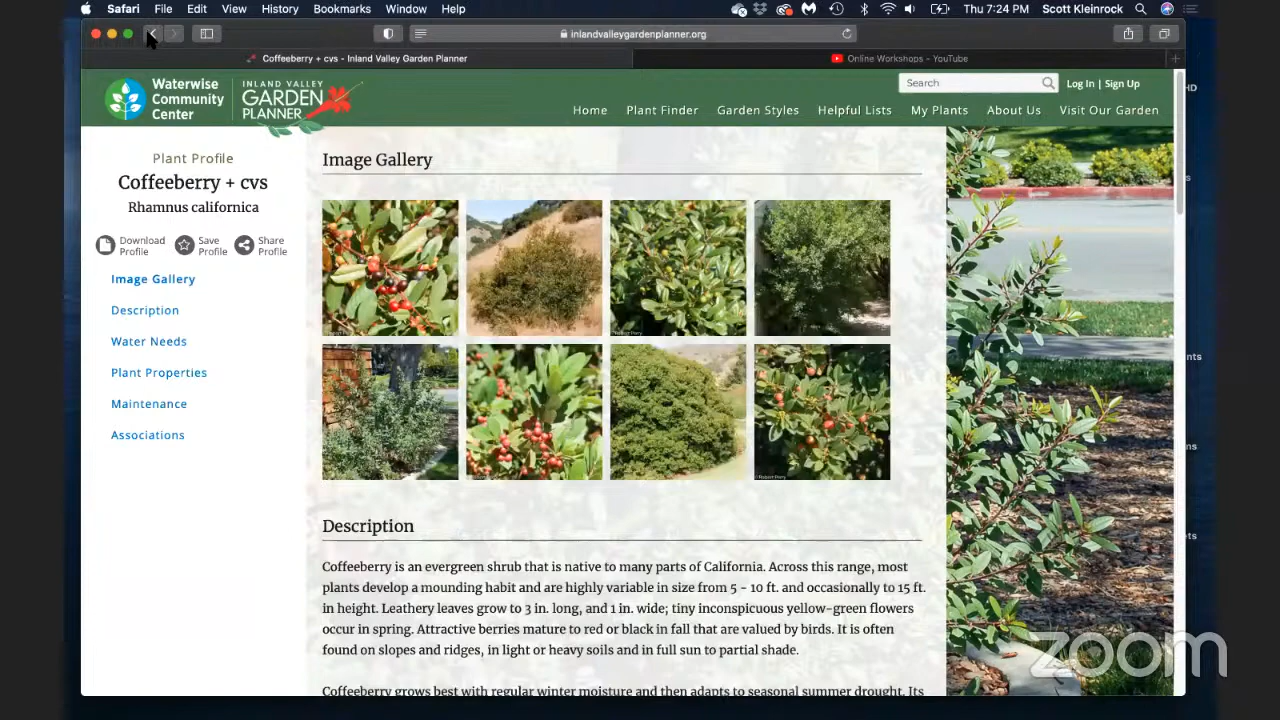 Safari File Edit View History Bookmarks Window Help
Thu 7:24 PM Scott Kleinrock
inlandvalleygardenplanner.org
Coffeeberry + cvs - Inland Valley Garden Planner
Online Workshops - YouTube
Waterwise
Community
Center
INLAND VALLEY
GARDEN
PLANNER
Search
Log In | Sign Up
Home Plant Finder Garden Styles Helpful Lists My Plants About Us Visit Our Garden
Plant Profile
Coffeeberry + cvs
Rhamnus californica
Download
Profile
Save
Profile
Share
Profile
Image Gallery
Description
Water Needs
Plant Properties
Maintenance
Associations
Image Gallery
Description
Coffeeberry is an evergreen shrub that is native to many parts of California. Across this range, most
plants develop a mounding habit and are highly variable in size from 5 - 10 ft. and occasionally to 15 ft.
in height. Leathery leaves grow to 3 in. long, and 1 in. wide; tiny inconspicuous yellow-green flowers
occur in spring. Attractive berries mature to red or black in fall that are valued by birds. It is often
found on slopes and ridges, in light or heavy soils and in full sun to partial shade.
Coffeeberry grows best with regular winter moisture and then adapts to seasonal summer drought. Its
HD
zoom